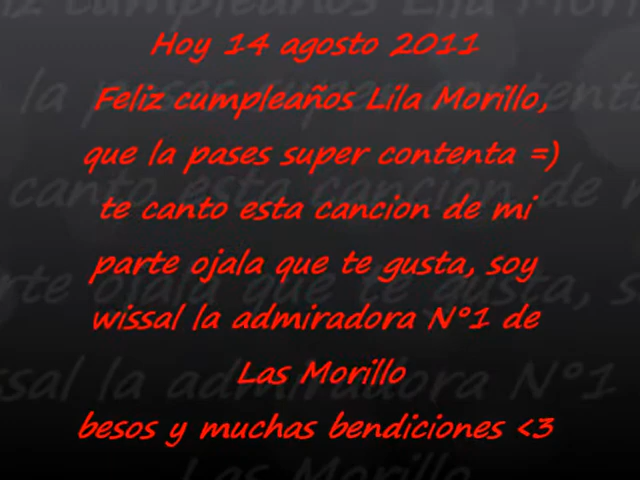 Hoy 14 agosto 2011
Feliz cumpleaños Lila Morillo,
que la pases super contenta =)
te canto esta cancion de mi
parte ojala que te gusta, soy
wissal la admiradora N°1 de
Las Morillo
besos y muchas bendiciones <3